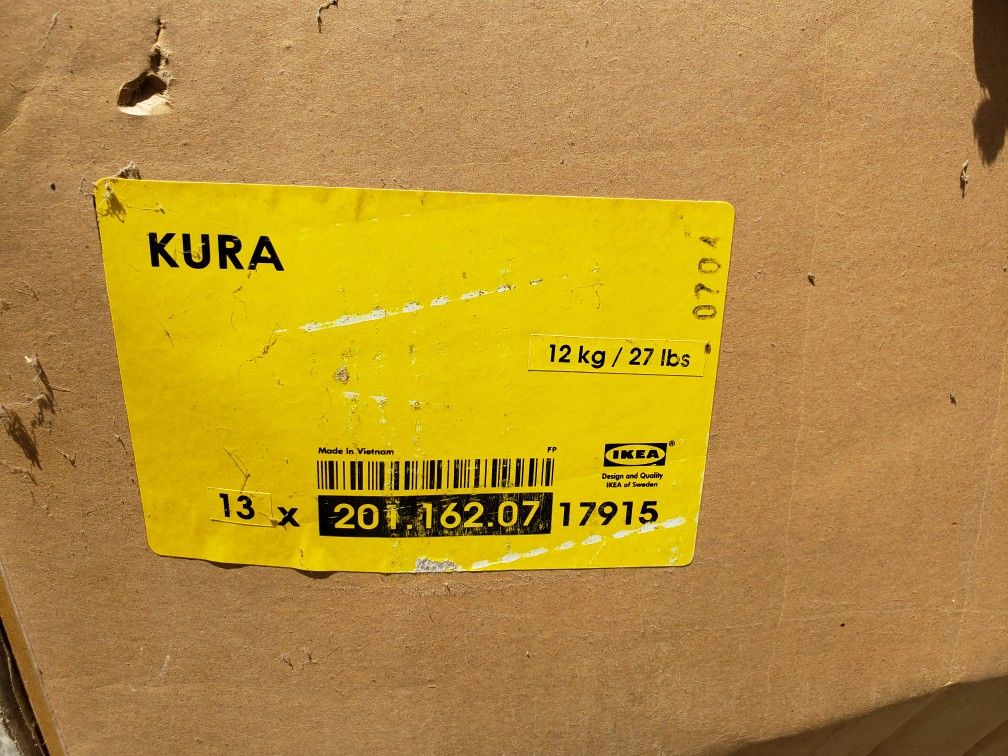 KURA
0704
12 kg / 27 lbs
Made in Vietnam
FP
IKEA®
Design and Quality
IKEA of Sweden
13 x 201.162.07 17915